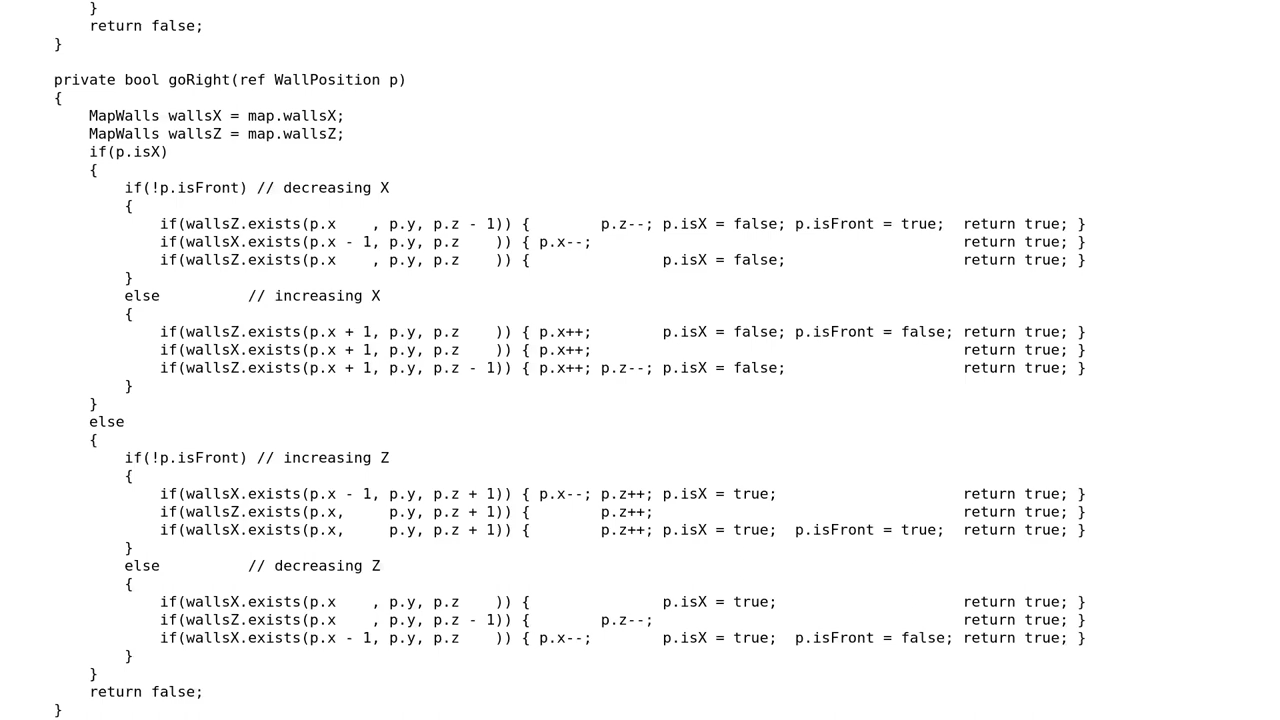 }
        return false;
    }

    private bool goRight(ref WallPosition p)
    {
        MapWalls wallsX = map.wallsX;
        MapWalls wallsZ = map.wallsZ;
        if(p.isX)
        {
            if(!p.isFront) // decreasing X
            {
                if(wallsZ.exists(p.x    , p.y, p.z - 1)) {        p.z--; p.isX = false; p.isFront = true;  return true; }
                if(wallsX.exists(p.x - 1, p.y, p.z    )) { p.x--;                                          return true; }
                if(wallsZ.exists(p.x    , p.y, p.z    )) {               p.isX = false;                    return true; }
            }
            else          // increasing X
            {
                if(wallsZ.exists(p.x + 1, p.y, p.z    )) { p.x++;        p.isX = false; p.isFront = false; return true; }
                if(wallsX.exists(p.x + 1, p.y, p.z    )) { p.x++;                                          return true; }
                if(wallsZ.exists(p.x + 1, p.y, p.z - 1)) { p.x++; p.z--; p.isX = false;                    return true; }
            }
        }
        else
        {
            if(!p.isFront) // increasing Z
            {
                if(wallsX.exists(p.x - 1, p.y, p.z + 1)) { p.x--; p.z++; p.isX = true;                     return true; }
                if(wallsZ.exists(p.x,     p.y, p.z + 1)) {        p.z++;                                   return true; }
                if(wallsX.exists(p.x,     p.y, p.z + 1)) {        p.z++; p.isX = true;  p.isFront = true;  return true; }
            }
            else          // decreasing Z
            {
                if(wallsX.exists(p.x    , p.y, p.z    )) {               p.isX = true;                     return true; }
                if(wallsZ.exists(p.x    , p.y, p.z - 1)) {        p.z--;                                   return true; }
                if(wallsX.exists(p.x - 1, p.y, p.z    )) { p.x--;        p.isX = true;  p.isFront = false; return true; }
            }
        }
        return false;
    }